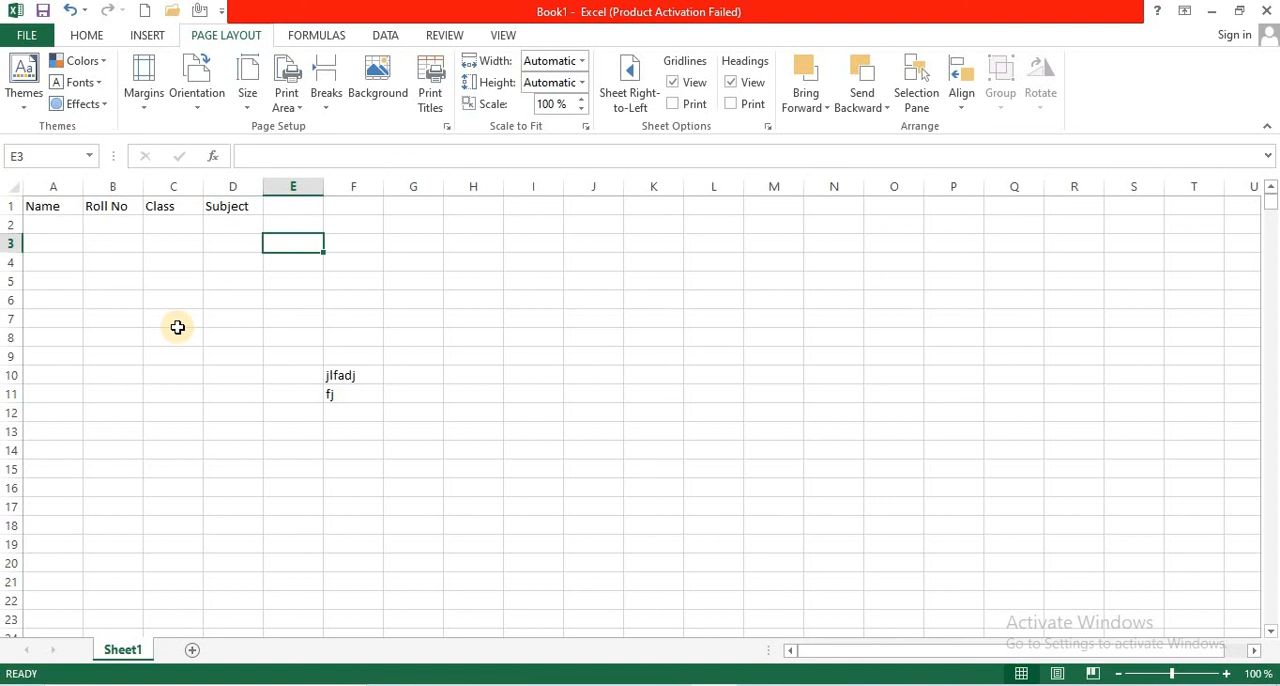 Book1 - Excel (Product Activation Failed)
?
FILE HOME INSERT PAGE LAYOUT FORMULAS DATA REVIEW VIEW Sign in
Aa Themes Colors Fonts Effects
Margins Orientation Size Print Area Breaks Background Print Titles
Width: Automatic
Height: Automatic
Scale: 100 %
Sheet Right-to-Left
Gridlines View Print
Headings View Print
Bring Forward Send Backward Selection Pane Align Group Rotate
Themes Page Setup Scale to Fit Sheet Options Arrange
E3 fx
A B C D E F G H I J K L M N O P Q R S T U
1 Name Roll No Class Subject
2
3
4
5
6
7
8
9
10 jlfadj
11 fj
12
13
14
15
16
17
18
19
20
21
22
23
Activate Windows
Go to Settings to activate Windows.
Sheet1
READY 100 %